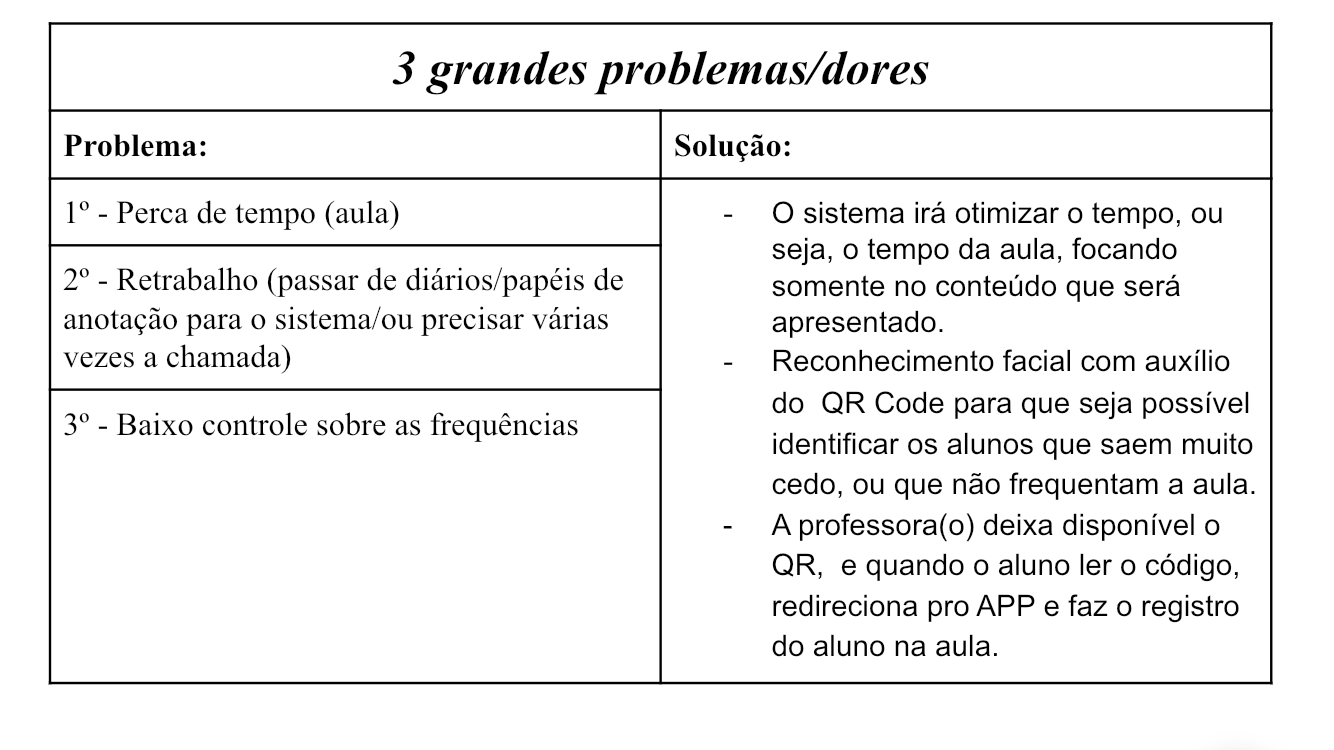 3 grandes problemas/dores
Problema:
Solução:
1º - Perca de tempo (aula)
2º - Retrabalho (passar de diários/papéis de
anotação para o sistema/ou precisar várias
vezes a chamada)
3º - Baixo controle sobre as frequências
- O sistema irá otimizar o tempo, ou
seja, o tempo da aula, focando
somente no conteúdo que será
apresentado.
- Reconhecimento facial com auxílio
do  QR Code para que seja possível
identificar os alunos que saem muito
cedo, ou que não frequentam a aula.
- A professora(o) deixa disponível o
QR,  e quando o aluno ler o código,
redireciona pro APP e faz o registro
do aluno na aula.